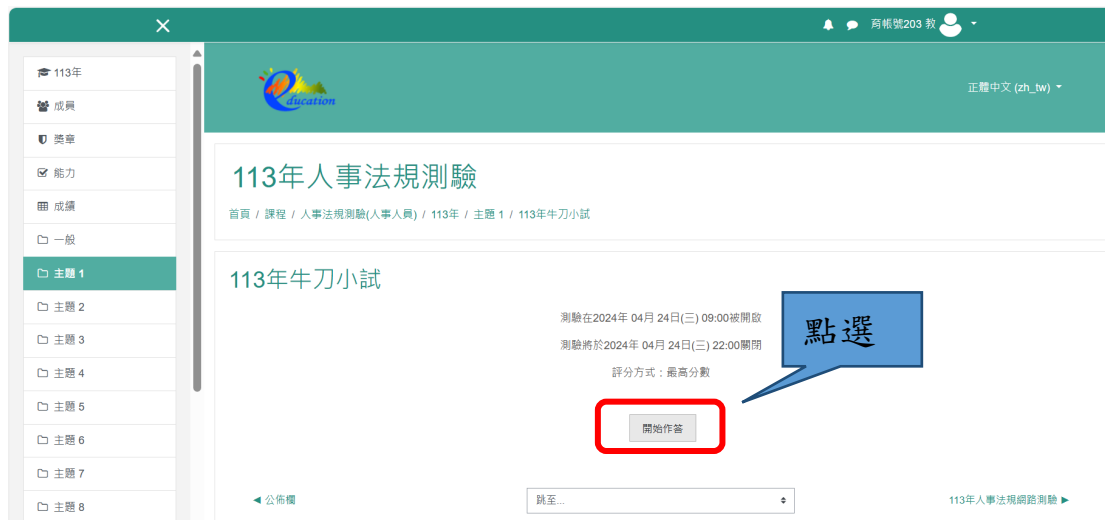 育帳號203 教
113年
成員
獎章
能力
成績
一般
主題 1
主題 2
主題 3
主題 4
主題 5
主題 6
主題 7
主題 8
education
正體中文 (zh_tw)
113年人事法規測驗
首頁 / 課程 / 人事法規測驗(人事人員) / 113年 / 主題 1 / 113年牛刀小試
113年牛刀小試
測驗在2024年 04月 24日(三) 09:00被開啟
測驗將於2024年 04月 24日(三) 22:00關閉
評分方式：最高分數
點選
開始作答
◄ 公佈欄
跳至...
113年人事法規網路測驗 ►